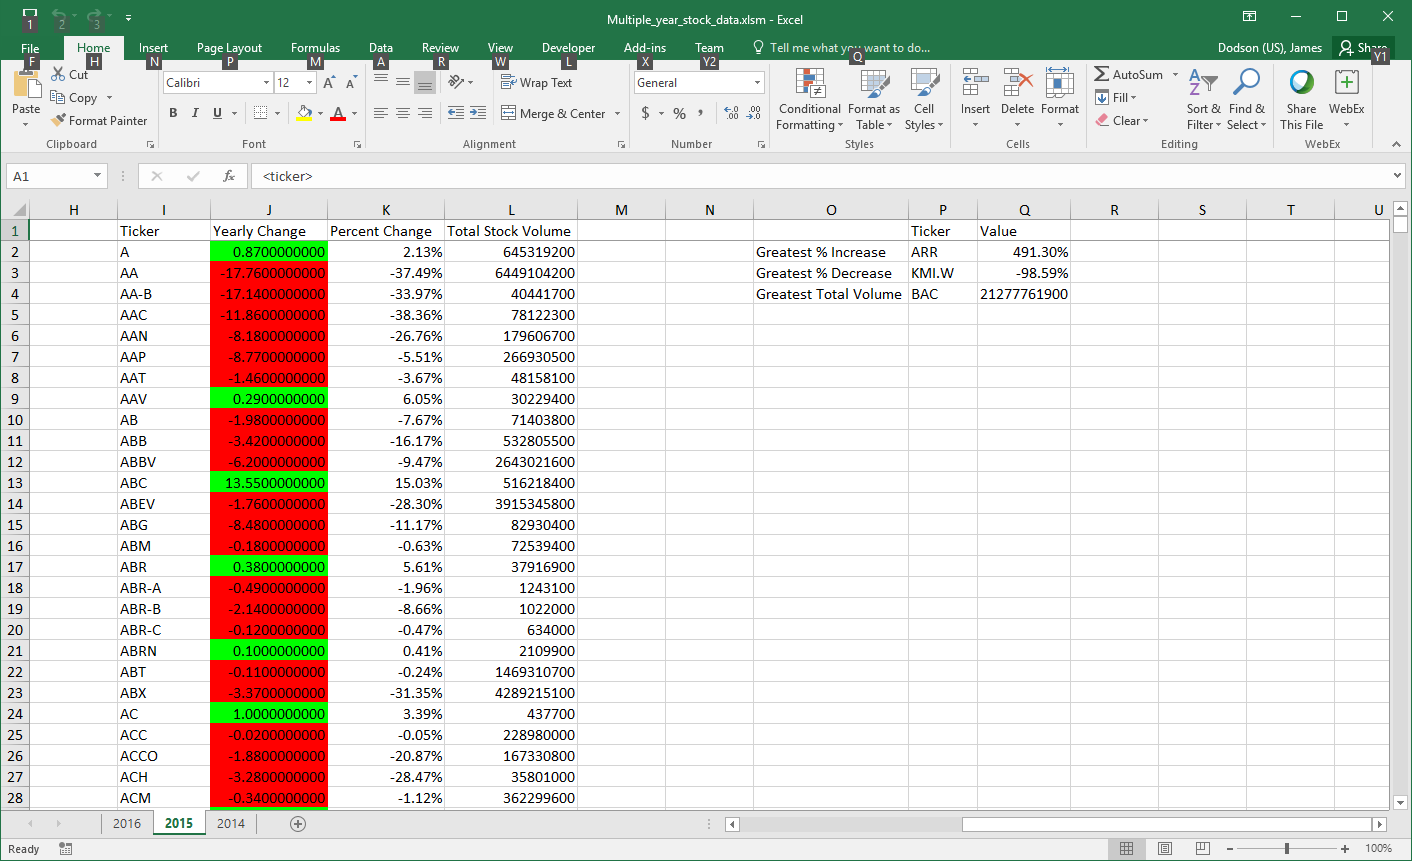 1 2 3 Multiple_year_stock_data.xlsm - Excel
File Home Insert Page Layout Formulas Data Review View Developer Add-ins Team Tell me what you want to do... Dodson (US), James Share
F H N P M A R W L X Y2 Q Y1
Paste Cut Copy Format Painter
Clipboard
Calibri 12
B I U
Font
Wrap Text
Merge & Center
Alignment
General
$ % ,
Number
Conditional Formatting Format as Table Cell Styles
Styles
Insert Delete Format
Cells
AutoSum Fill Clear Sort & Filter Find & Select
Editing
Share This File WebEx
WebEx
A1 fx <ticker>
H I J K L M N O P Q R S T U
1 Ticker Yearly Change Percent Change Total Stock Volume Ticker Value
2 A 0.8700000000 2.13% 645319200 Greatest % Increase ARR 491.30%
3 AA -17.7600000000 -37.49% 6449104200 Greatest % Decrease KMI.W -98.59%
4 AA-B -17.1400000000 -33.97% 40441700 Greatest Total Volume BAC 21277761900
5 AAC -11.8600000000 -38.36% 78122300
6 AAN -8.1800000000 -26.76% 179606700
7 AAP -8.7700000000 -5.51% 266930500
8 AAT -1.4600000000 -3.67% 48158100
9 AAV 0.2900000000 6.05% 30229400
10 AB -1.9800000000 -7.67% 71403800
11 ABB -3.4200000000 -16.17% 532805500
12 ABBV -6.2000000000 -9.47% 2643021600
13 ABC 13.5500000000 15.03% 516218400
14 ABEV -1.7600000000 -28.30% 3915345800
15 ABG -8.4800000000 -11.17% 82930400
16 ABM -0.1800000000 -0.63% 72539400
17 ABR 0.3800000000 5.61% 37916900
18 ABR-A -0.4900000000 -1.96% 1243100
19 ABR-B -2.1400000000 -8.66% 1022000
20 ABR-C -0.1200000000 -0.47% 634000
21 ABRN 0.1000000000 0.41% 2109900
22 ABT -0.1100000000 -0.24% 1469310700
23 ABX -3.3700000000 -31.35% 4289215100
24 AC 1.0000000000 3.39% 437700
25 ACC -0.0200000000 -0.05% 228980000
26 ACCO -1.8800000000 -20.87% 167330800
27 ACH -3.2800000000 -28.47% 35801000
28 ACM -0.3400000000 -1.12% 362299600
2016 2015 2014
Ready 100%